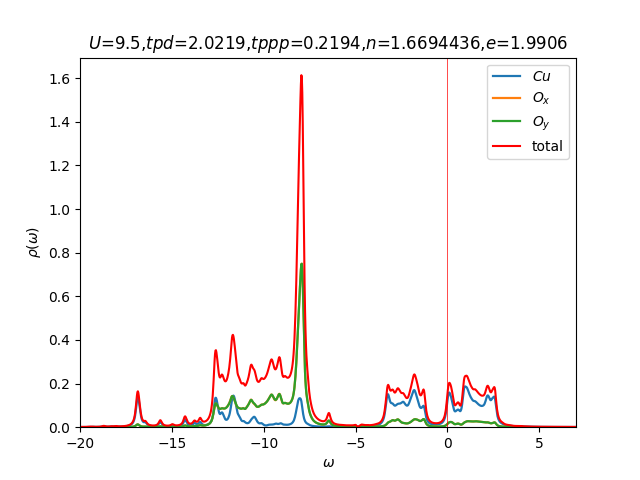 U=9.5,tpd=2.0219,tppp=0.2194,n=1.6694436,e=1.9906
1.6
1.4
1.2
1.0
0.8
0.6
0.4
0.2
0.0
ρ(ω)
Cu
O_x
O_y
total
−20 −15 −10 −5 0 5
ω